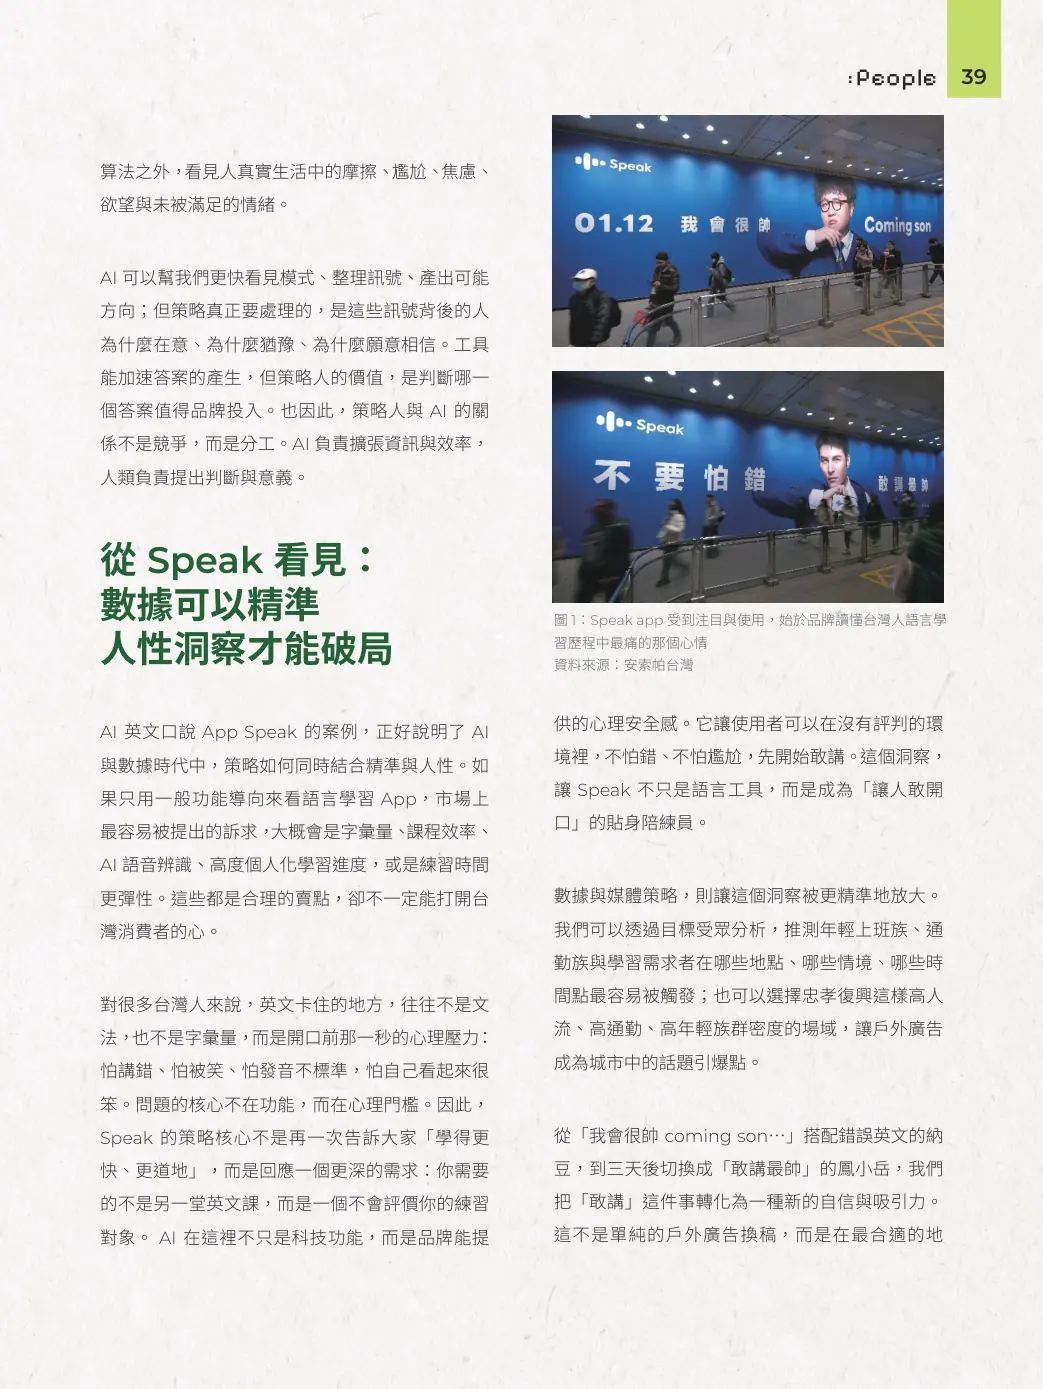 :People
39
算法之外，看見人真實生活中的摩擦、尷尬、焦慮、
欲望與未被滿足的情緒。
AI 可以幫我們更快看見模式、整理訊號、產出可能
方向；但策略真正要處理的，是這些訊號背後的人
為什麼在意、為什麼猶豫、為什麼願意相信。工具
能加速答案的產生，但策略人的價值，是判斷哪一
個答案值得品牌投入。也因此，策略人與 AI 的關
係不是競爭，而是分工。AI 負責擴張資訊與效率，
人類負責提出判斷與意義。
從 Speak 看見：
數據可以精準
人性洞察才能破局
AI 英文口說 App Speak 的案例，正好說明了 AI
與數據時代中，策略如何同時結合精準與人性。如
果只用一般功能導向來看語言學習 App，市場上
最容易被提出的訴求，大概會是字彙量、課程效率、
AI 語音辨識、高度個人化學習進度，或是練習時間
更彈性。這些都是合理的賣點，卻不一定能打開台
灣消費者的心。
對很多台灣人來說，英文卡住的地方，往往不是文
法，也不是字彙量，而是開口前那一秒的心理壓力：
怕講錯、怕被笑、怕發音不標準，怕自己看起來很
笨。問題的核心不在功能，而在心理門檻。因此，
Speak 的策略核心不是再一次告訴大家「學得更
快、更道地」，而是回應一個更深的需求：你需要
的不是另一堂英文課，而是一個不會評價你的練習
對象。 AI 在這裡不只是科技功能，而是品牌能提
Speak
01.12 我會很帥 Coming son
Speak
不要怕錯 敢講最帥
圖 1：Speak app 受到注目與使用，始於品牌讀懂台灣人語言學
習歷程中最痛的那個心情
資料來源：安索帕台灣
供的心理安全感。它讓使用者可以在沒有評判的環
境裡，不怕錯、不怕尷尬，先開始敢講。這個洞察，
讓 Speak 不只是語言工具，而是成為「讓人敢開
口」的貼身陪練員。
數據與媒體策略，則讓這個洞察被更精準地放大。
我們可以透過目標受眾分析，推測年輕上班族、通
勤族與學習需求者在哪些地點、哪些情境、哪些時
間點最容易被觸發；也可以選擇忠孝復興這樣高人
流、高通勤、高年輕族群密度的場域，讓戶外廣告
成為城市中的話題引爆點。
從「我會很帥 coming son⋯」搭配錯誤英文的納
豆，到三天後切換成「敢講最帥」的鳳小岳，我們
把「敢講」這件事轉化為一種新的自信與吸引力。
這不是單純的戶外廣告換稿，而是在最合適的地